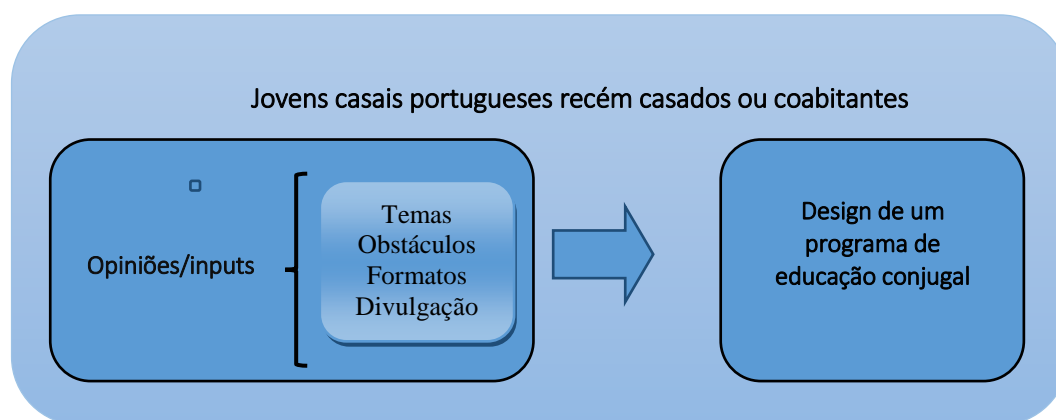 Jovens casais portugueses recém casados ou coabitantes
Opiniões/inputs
Temas
Obstáculos
Formatos
Divulgação
Design de um
programa de
educação conjugal